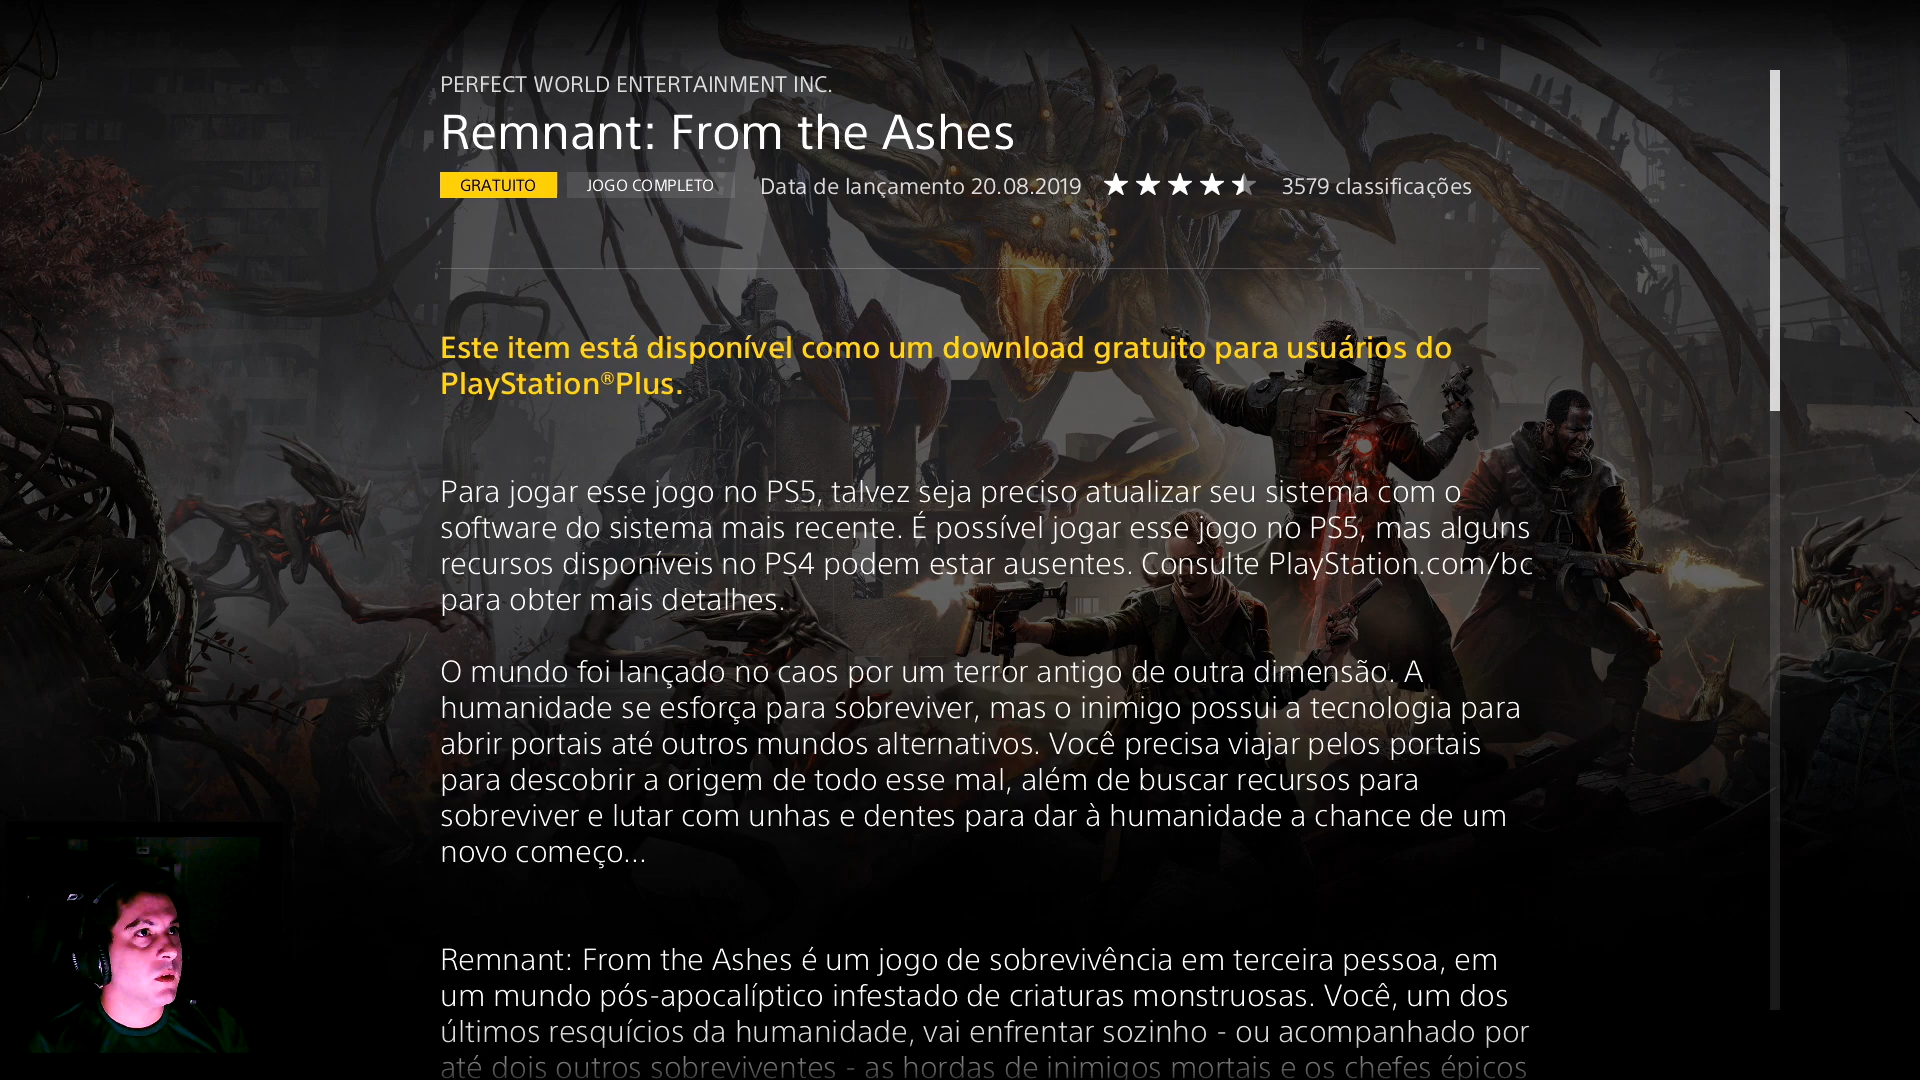 PERFECT WORLD ENTERTAINMENT INC.
Remnant: From the Ashes
GRATUITO JOGO COMPLETO Data de lançamento 20.08.2019 3579 classificações
Este item está disponível como um download gratuito para usuários do
PlayStation®Plus.
Para jogar esse jogo no PS5, talvez seja preciso atualizar seu sistema com o
software do sistema mais recente. É possível jogar esse jogo no PS5, mas alguns
recursos disponíveis no PS4 podem estar ausentes. Consulte PlayStation.com/bc
para obter mais detalhes.
O mundo foi lançado no caos por um terror antigo de outra dimensão. A
humanidade se esforça para sobreviver, mas o inimigo possui a tecnologia para
abrir portais até outros mundos alternativos. Você precisa viajar pelos portais
para descobrir a origem de todo esse mal, além de buscar recursos para
sobreviver e lutar com unhas e dentes para dar à humanidade a chance de um
novo começo...
Remnant: From the Ashes é um jogo de sobrevivência em terceira pessoa, em
um mundo pós-apocalíptico infestado de criaturas monstruosas. Você, um dos
últimos resquícios da humanidade, vai enfrentar sozinho - ou acompanhado por
até dois outros sobreviventes - as hordas de inimigos mortais e os chefes épicos